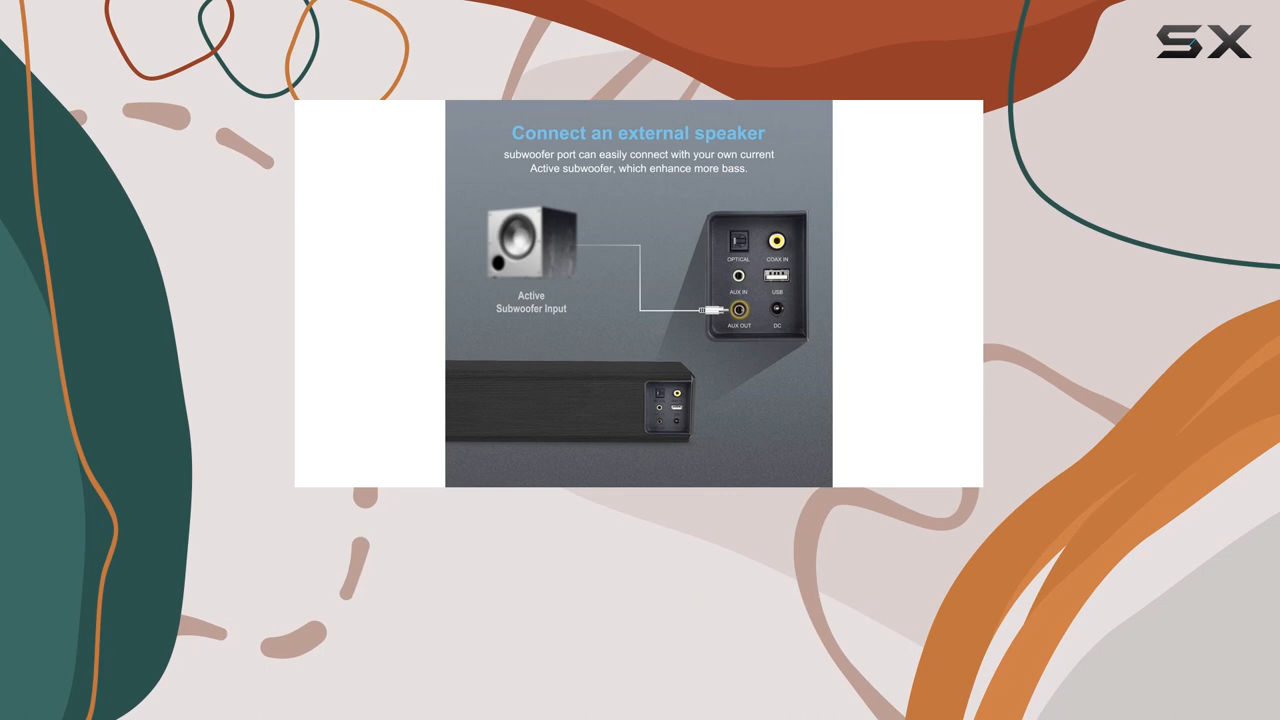 SX
Connect an external speaker
subwoofer port can easily connect with your own current
Active subwoofer, which enhance more bass.
OPTICAL
COAX IN
AUX IN
USB
Active
Subwoofer Input
AUX OUT
DC